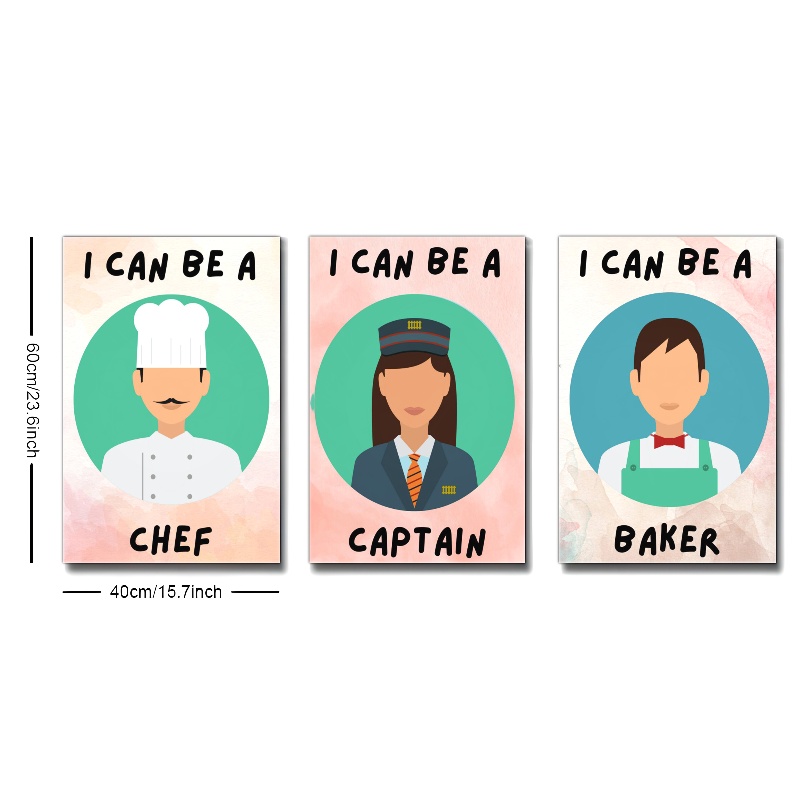 I CAN BE A
CHEF
I CAN BE A
CAPTAIN
I CAN BE A
BAKER
60cm/23.6inch
40cm/15.7inch